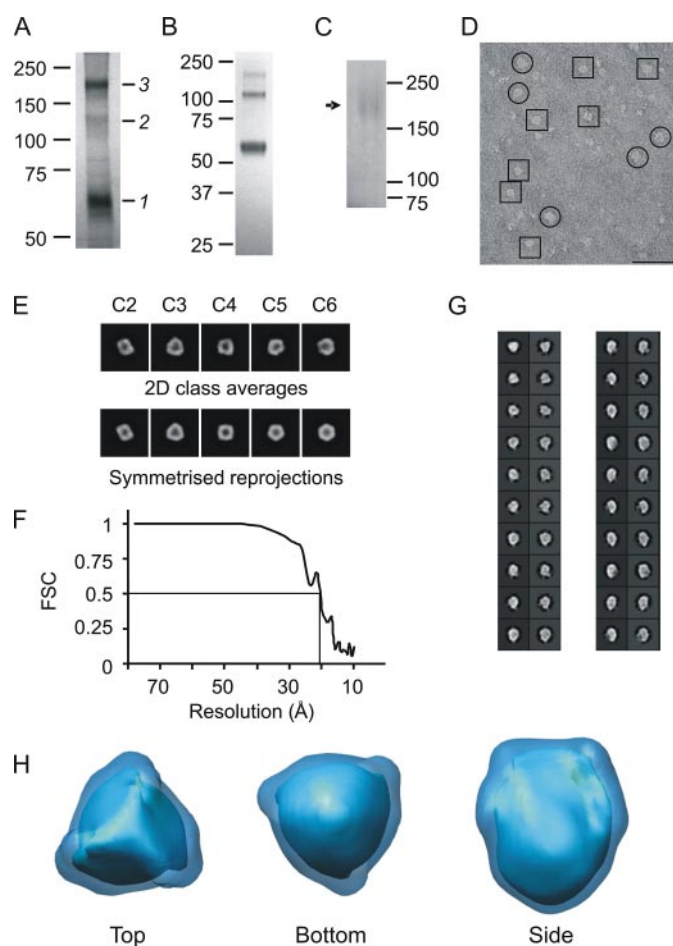 A
250
150
100
75
50
3
2
1
B
250
100
75
50
37
25
C
250
150
100
75
D
E
C2 C3 C4 C5 C6
2D class averages
Symmetrised reprojections
F
FSC
1
0.75
0.5
0.25
0
70 50 30 10
Resolution (Å)
G
H
Top Bottom Side